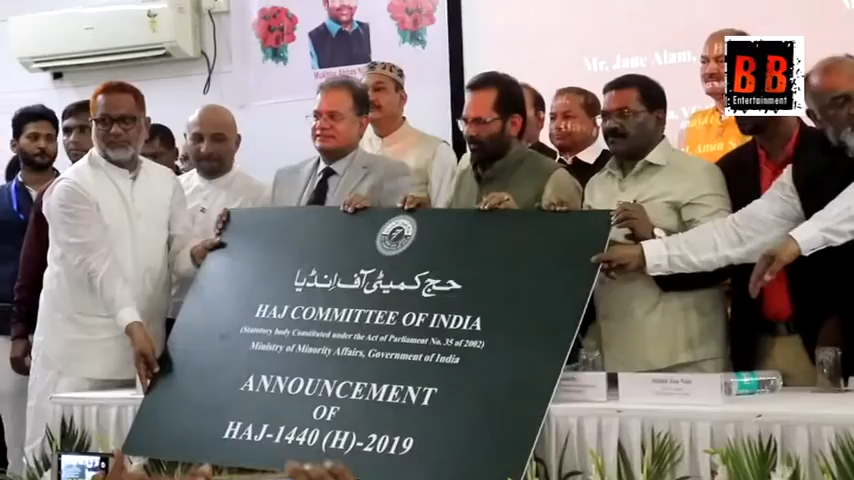 Mr. Jane Alam,
BB
Entertainment
حج کمیٹی آف انڈیا
HAJ COMMITTEE OF INDIA
(Statutory body Constituted under the Act of Parliament No. 35 of 2002)
Ministry of Minority Affairs, Government of India
ANNOUNCEMENT
OF
HAJ-1440 (H)-2019